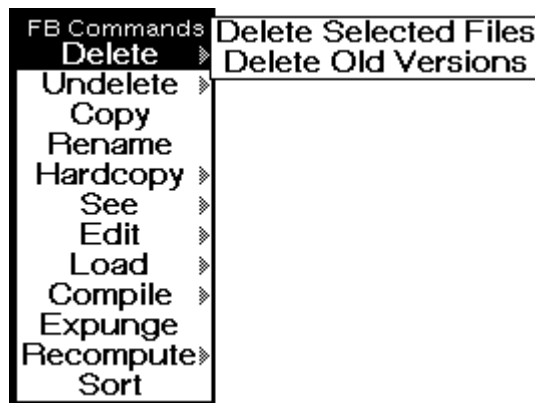 FB Commands
Delete
Delete Selected Files
Delete Old Versions
Undelete
Copy
Rename
Hardcopy
See
Edit
Load
Compile
Expunge
Recompute
Sort